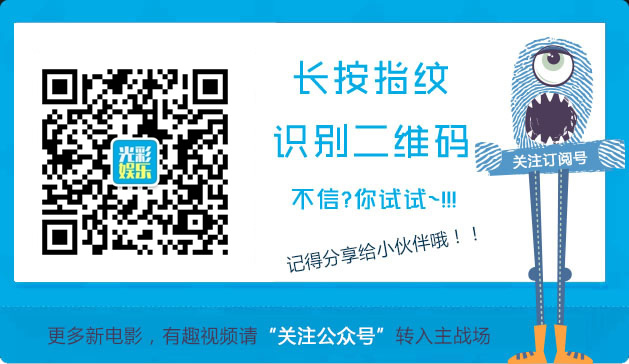 长按指纹
识别二维码
不信?你试试~!!!
记得分享给小伙伴哦！！
光彩
娱乐
关注订阅号
更多新电影，有趣视频请“关注公众号”转入主战场